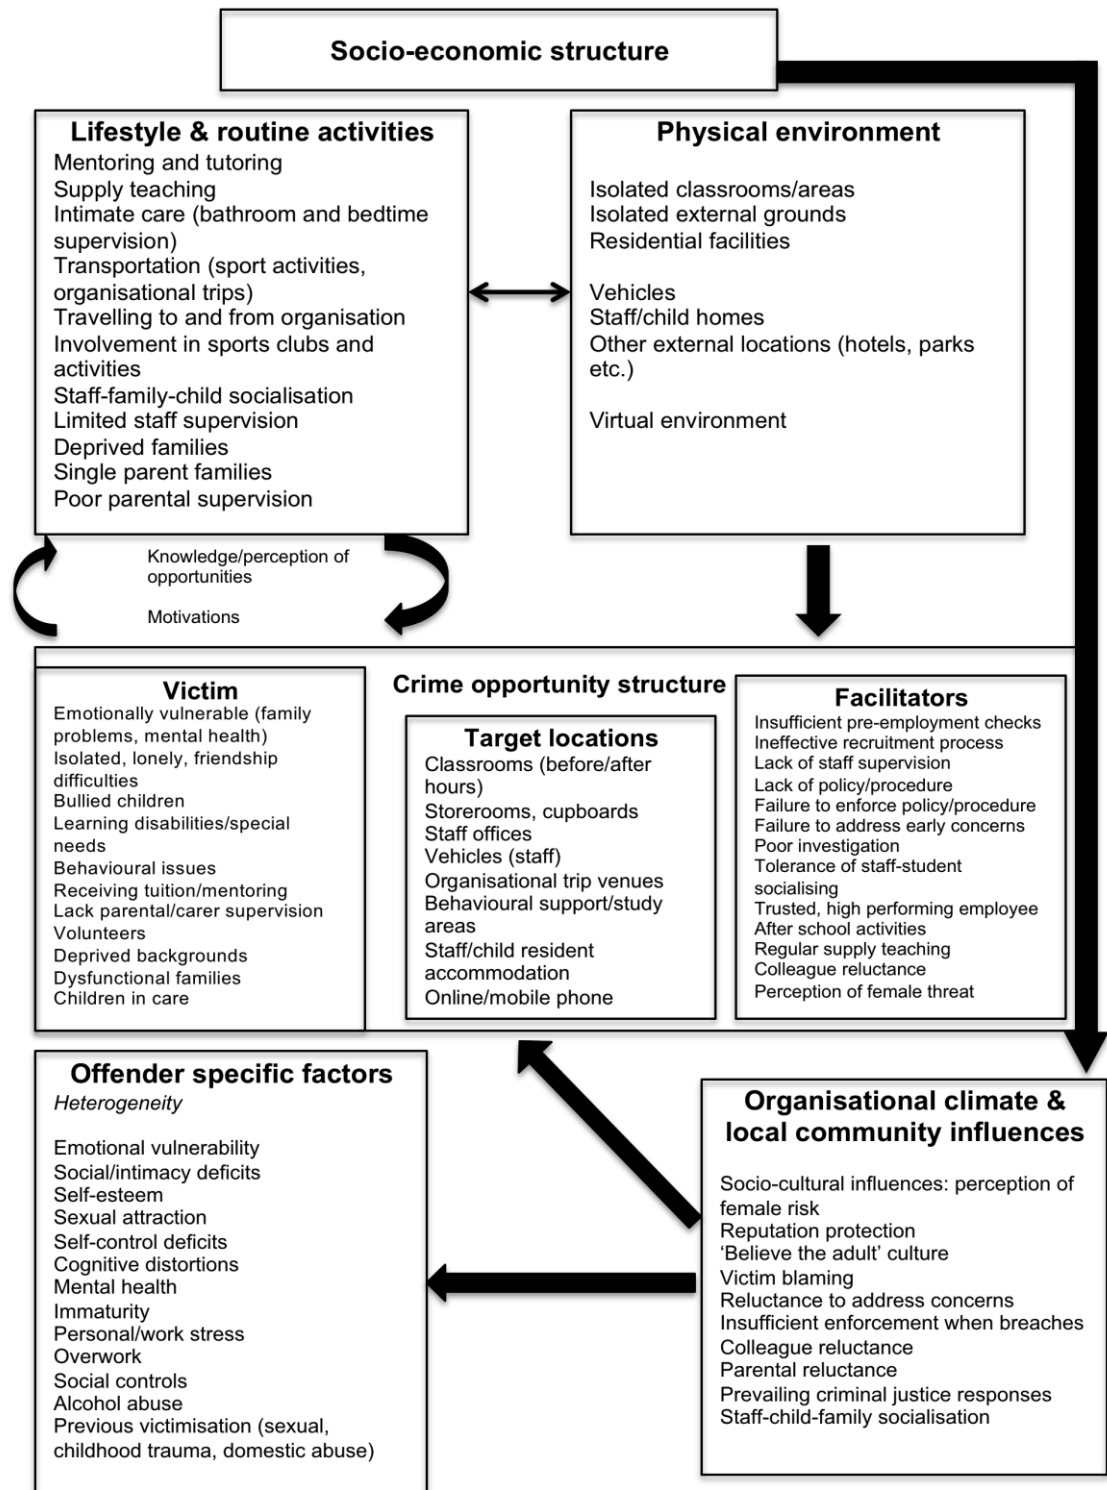 Socio-economic structure
Lifestyle & routine activities
Mentoring and tutoring
Supply teaching
Intimate care (bathroom and bedtime
supervision)
Transportation (sport activities,
organisational trips)
Travelling to and from organisation
Involvement in sports clubs and
activities
Staff-family-child socialisation
Limited staff supervision
Deprived families
Single parent families
Poor parental supervision
Physical environment
Isolated classrooms/areas
Isolated external grounds
Residential facilities
Vehicles
Staff/child homes
Other external locations (hotels, parks
etc.)
Virtual environment
Knowledge/perception of
opportunities
Motivations
Crime opportunity structure
Victim
Emotionally vulnerable (family
problems, mental health)
Isolated, lonely, friendship
difficulties
Bullied children
Learning disabilities/special
needs
Behavioural issues
Receiving tuition/mentoring
Lack parental/carer supervision
Volunteers
Deprived backgrounds
Dysfunctional families
Children in care
Target locations
Classrooms (before/after
hours)
Storerooms, cupboards
Staff offices
Vehicles (staff)
Organisational trip venues
Behavioural support/study
areas
Staff/child resident
accommodation
Online/mobile phone
Facilitators
Insufficient pre-employment checks
Ineffective recruitment process
Lack of staff supervision
Lack of policy/procedure
Failure to enforce policy/procedure
Failure to address early concerns
Poor investigation
Tolerance of staff-student
socialising
Trusted, high performing employee
After school activities
Regular supply teaching
Colleague reluctance
Perception of female threat
Offender specific factors
Heterogeneity
Emotional vulnerability
Social/intimacy deficits
Self-esteem
Sexual attraction
Self-control deficits
Cognitive distortions
Mental health
Immaturity
Personal/work stress
Overwork
Social controls
Alcohol abuse
Previous victimisation (sexual,
childhood trauma, domestic abuse)
Organisational climate &
local community influences
Socio-cultural influences: perception of
female risk
Reputation protection
‘Believe the adult’ culture
Victim blaming
Reluctance to address concerns
Insufficient enforcement when breaches
Colleague reluctance
Parental reluctance
Prevailing criminal justice responses
Staff-child-family socialisation